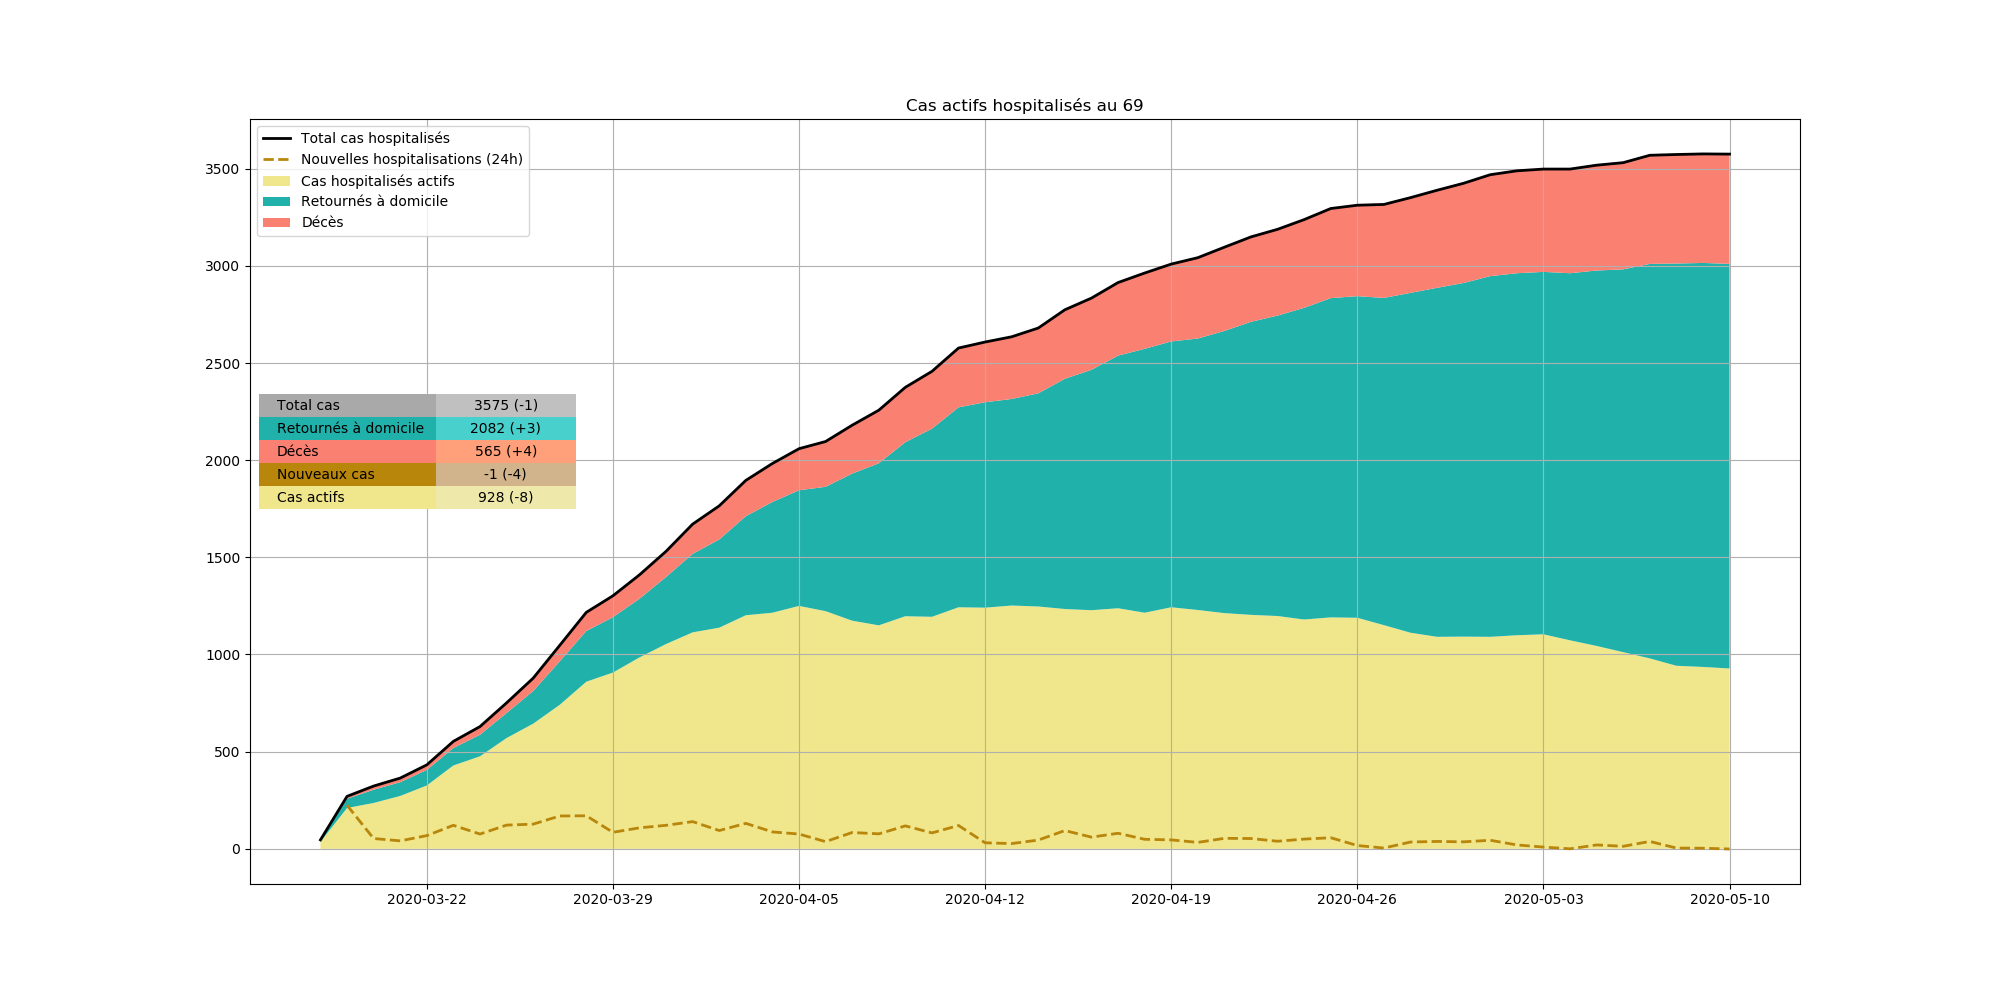 Cas actifs hospitalisés au 69
Total cas hospitalisés
Nouvelles hospitalisations (24h)
Cas hospitalisés actifs
Retournés à domicile
Décès
3500
3000
2500
2000
1500
1000
500
0
Total cas 3575 (-1)
Retournés à domicile 2082 (+3)
Décès 565 (+4)
Nouveaux cas -1 (-4)
Cas actifs 928 (-8)
2020-03-22 2020-03-29 2020-04-05 2020-04-12 2020-04-19 2020-04-26 2020-05-03 2020-05-10